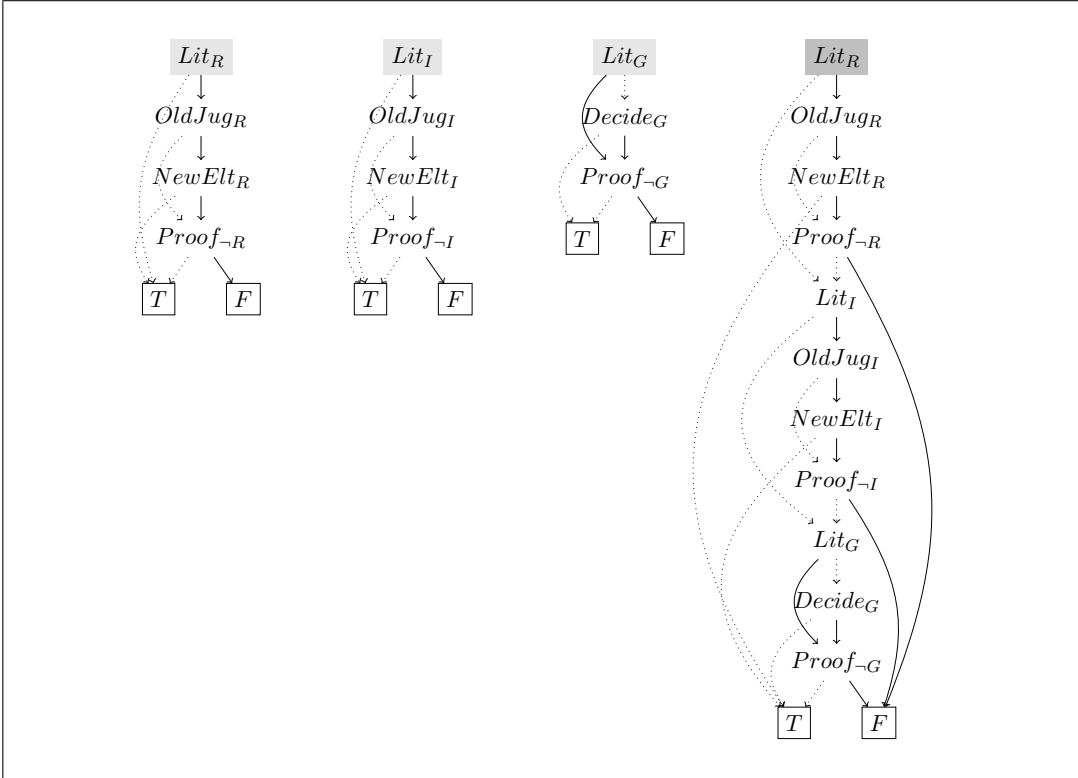 Lit_R Lit_I Lit_G Lit_R
OldJug_R OldJug_I Decide_G OldJug_R
NewElt_R NewElt_I Proof_¬G NewElt_R
Proof_¬R Proof_¬I T F Proof_¬R
T F T F Lit_I
OldJug_I
NewElt_I
Proof_¬I
Lit_G
Decide_G
Proof_¬G
T F